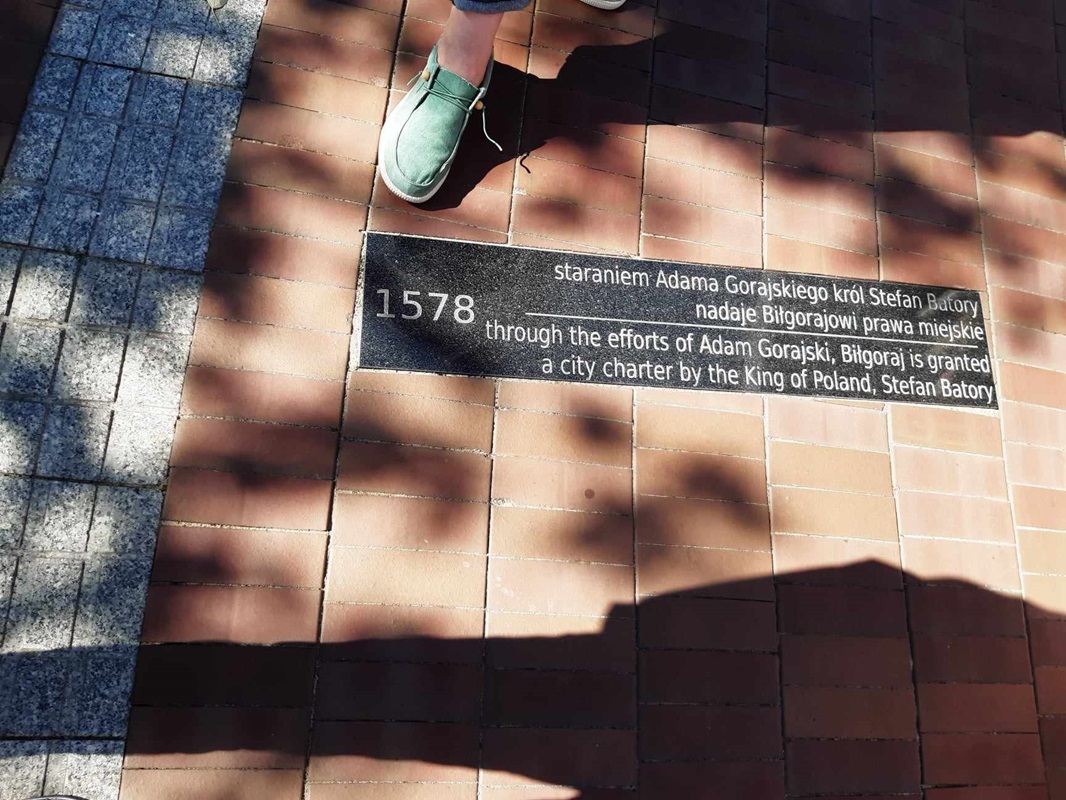 1578
staraniem Adama Gorajskiego król Stefan Batory
nadaje Biłgorajowi prawa miejskie
through the efforts of Adam Gorajski, Biłgoraj is granted
a city charter by the King of Poland, Stefan Batory